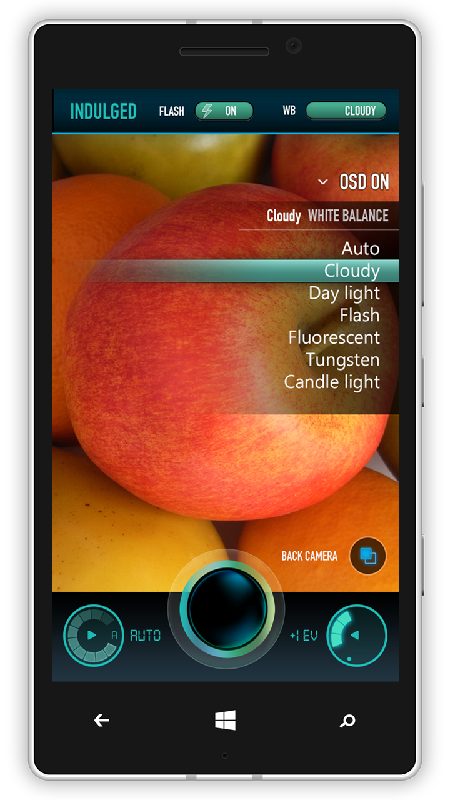 INDULGED FLASH ON WB CLOUDY
OSD ON
Cloudy WHITE BALANCE
Auto
Cloudy
Day light
Flash
Fluorescent
Tungsten
Candle light
BACK CAMERA
A AUTO +1 EV